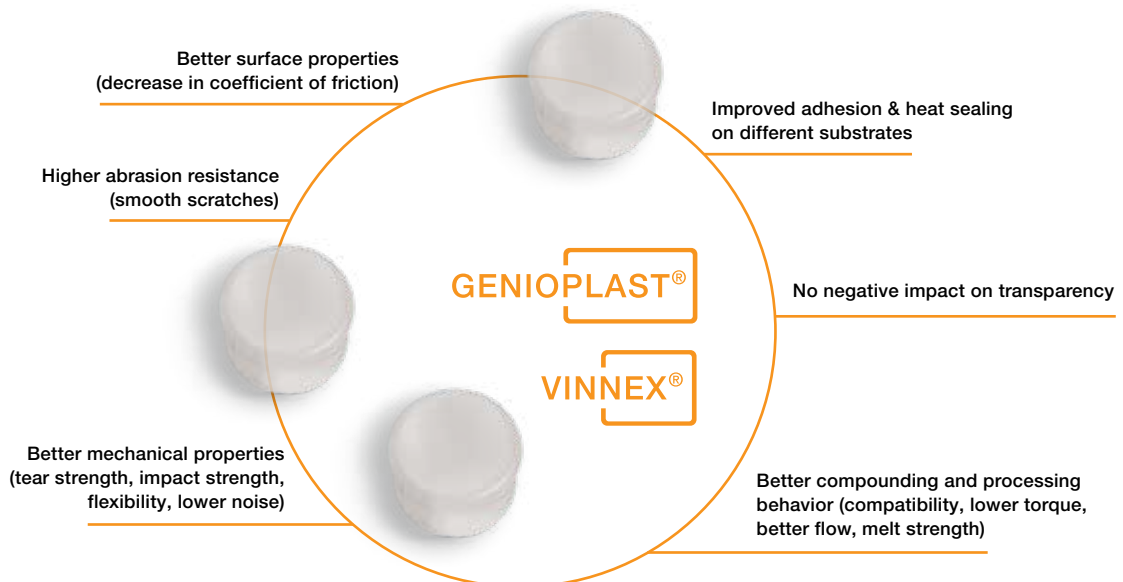 Better surface properties
(decrease in coefficient of friction)
Improved adhesion & heat sealing
on different substrates
Higher abrasion resistance
(smooth scratches)
GENIOPLAST®
No negative impact on transparency
VINNEX®
Better mechanical properties
(tear strength, impact strength,
flexibility, lower noise)
Better compounding and processing
behavior (compatibility, lower torque,
better flow, melt strength)